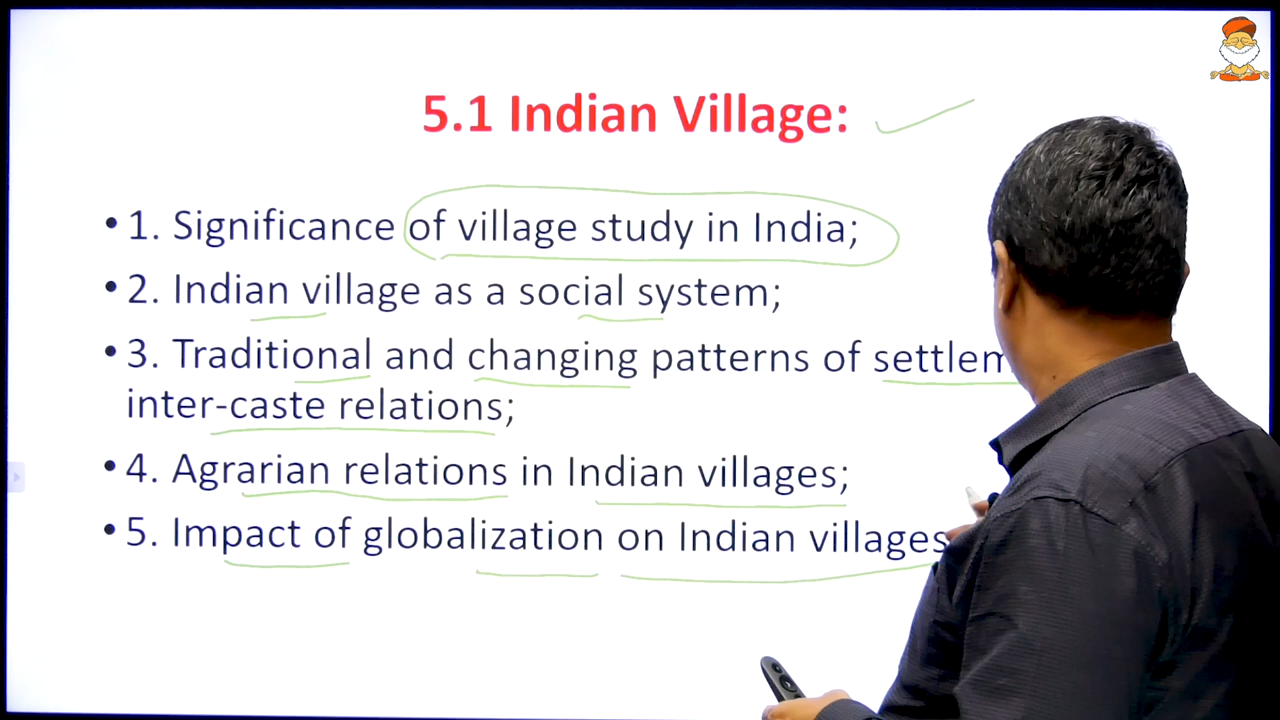 5.1 Indian Village:
• 1. Significance of village study in India;
• 2. Indian village as a social system;
• 3. Traditional and changing patterns of
inter-caste relations;
• 4. Agrarian relations in Indian villages;
• 5. Impact of globalization on Indian villages